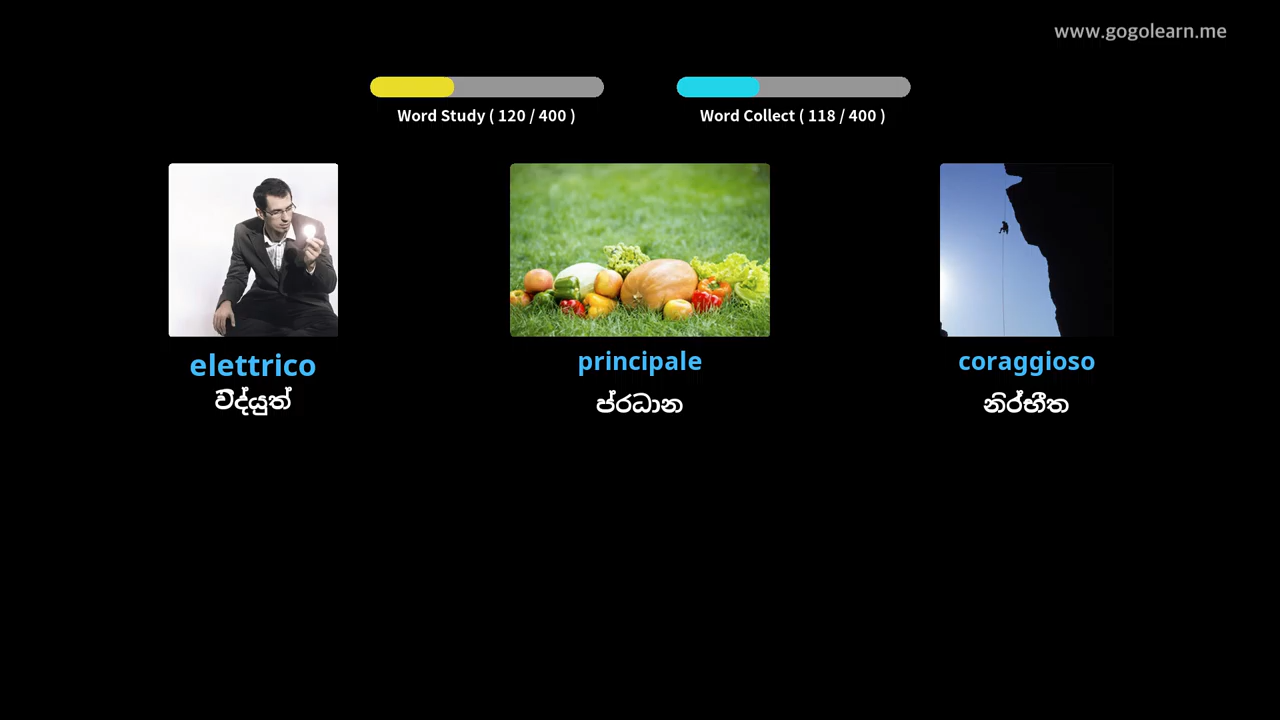 www.gogolearn.me
Word Study ( 120 / 400 )
Word Collect ( 118 / 400 )
elettrico
විද්යුත්
principale
ප්රධාන
coraggioso
නිර්භීත